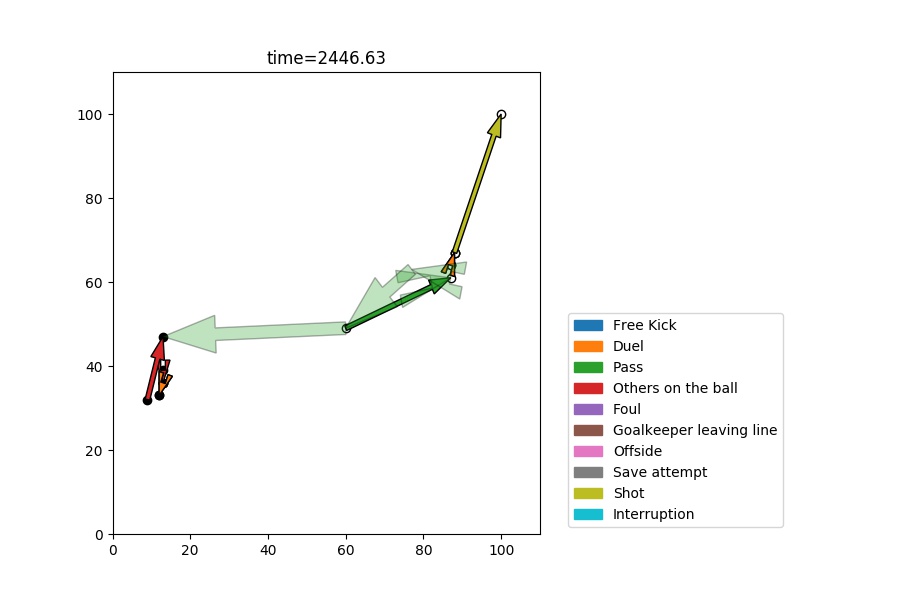 time=2446.63
100
80
60
40
20
0
0 20 40 60 80 100
Free Kick
Duel
Pass
Others on the ball
Foul
Goalkeeper leaving line
Offside
Save attempt
Shot
Interruption